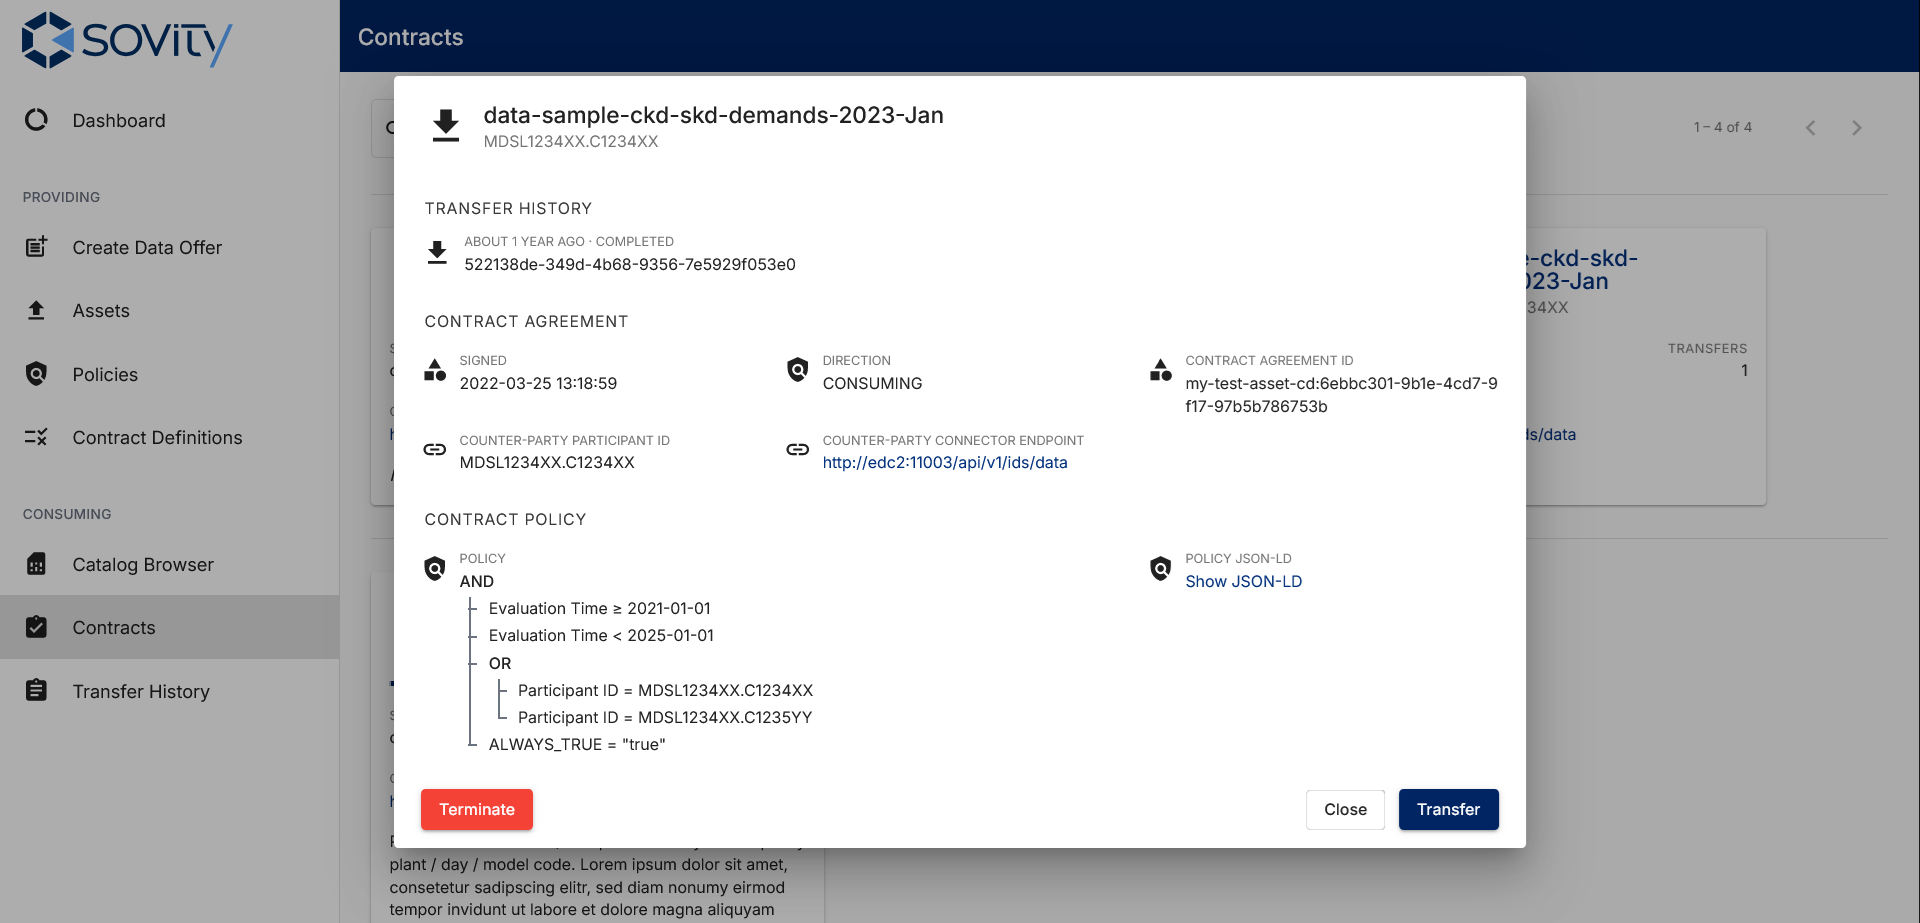 sovity
Contracts
Dashboard
PROVIDING
Create Data Offer
Assets
Policies
Contract Definitions
CONSUMING
Catalog Browser
Contracts
Transfer History
1 – 4 of 4
data-sample-ckd-skd-demands-2023-Jan
MDSL1234XX.C1234XX
TRANSFER HISTORY
ABOUT 1 YEAR AGO · COMPLETED
522138de-349d-4b68-9356-7e5929f053e0
CONTRACT AGREEMENT
SIGNED
2022-03-25 13:18:59
DIRECTION
CONSUMING
CONTRACT AGREEMENT ID
my-test-asset-cd:6ebbc301-9b1e-4cd7-9
f17-97b5b786753b
COUNTER-PARTY PARTICIPANT ID
MDSL1234XX.C1234XX
COUNTER-PARTY CONNECTOR ENDPOINT
http://edc2:11003/api/v1/ids/data
CONTRACT POLICY
POLICY
AND
Evaluation Time ≥ 2021-01-01
Evaluation Time < 2025-01-01
OR
Participant ID = MDSL1234XX.C1234XX
Participant ID = MDSL1234XX.C1235YY
ALWAYS_TRUE = "true"
POLICY JSON-LD
Show JSON-LD
Terminate
Close
Transfer
-ckd-skd-
23-Jan
34XX
TRANSFERS
1
ds/data
plant / day / model code. Lorem ipsum dolor sit amet,
consetetur sadipscing elitr, sed diam nonumy eirmod
tempor invidunt ut labore et dolore magna aliquyam